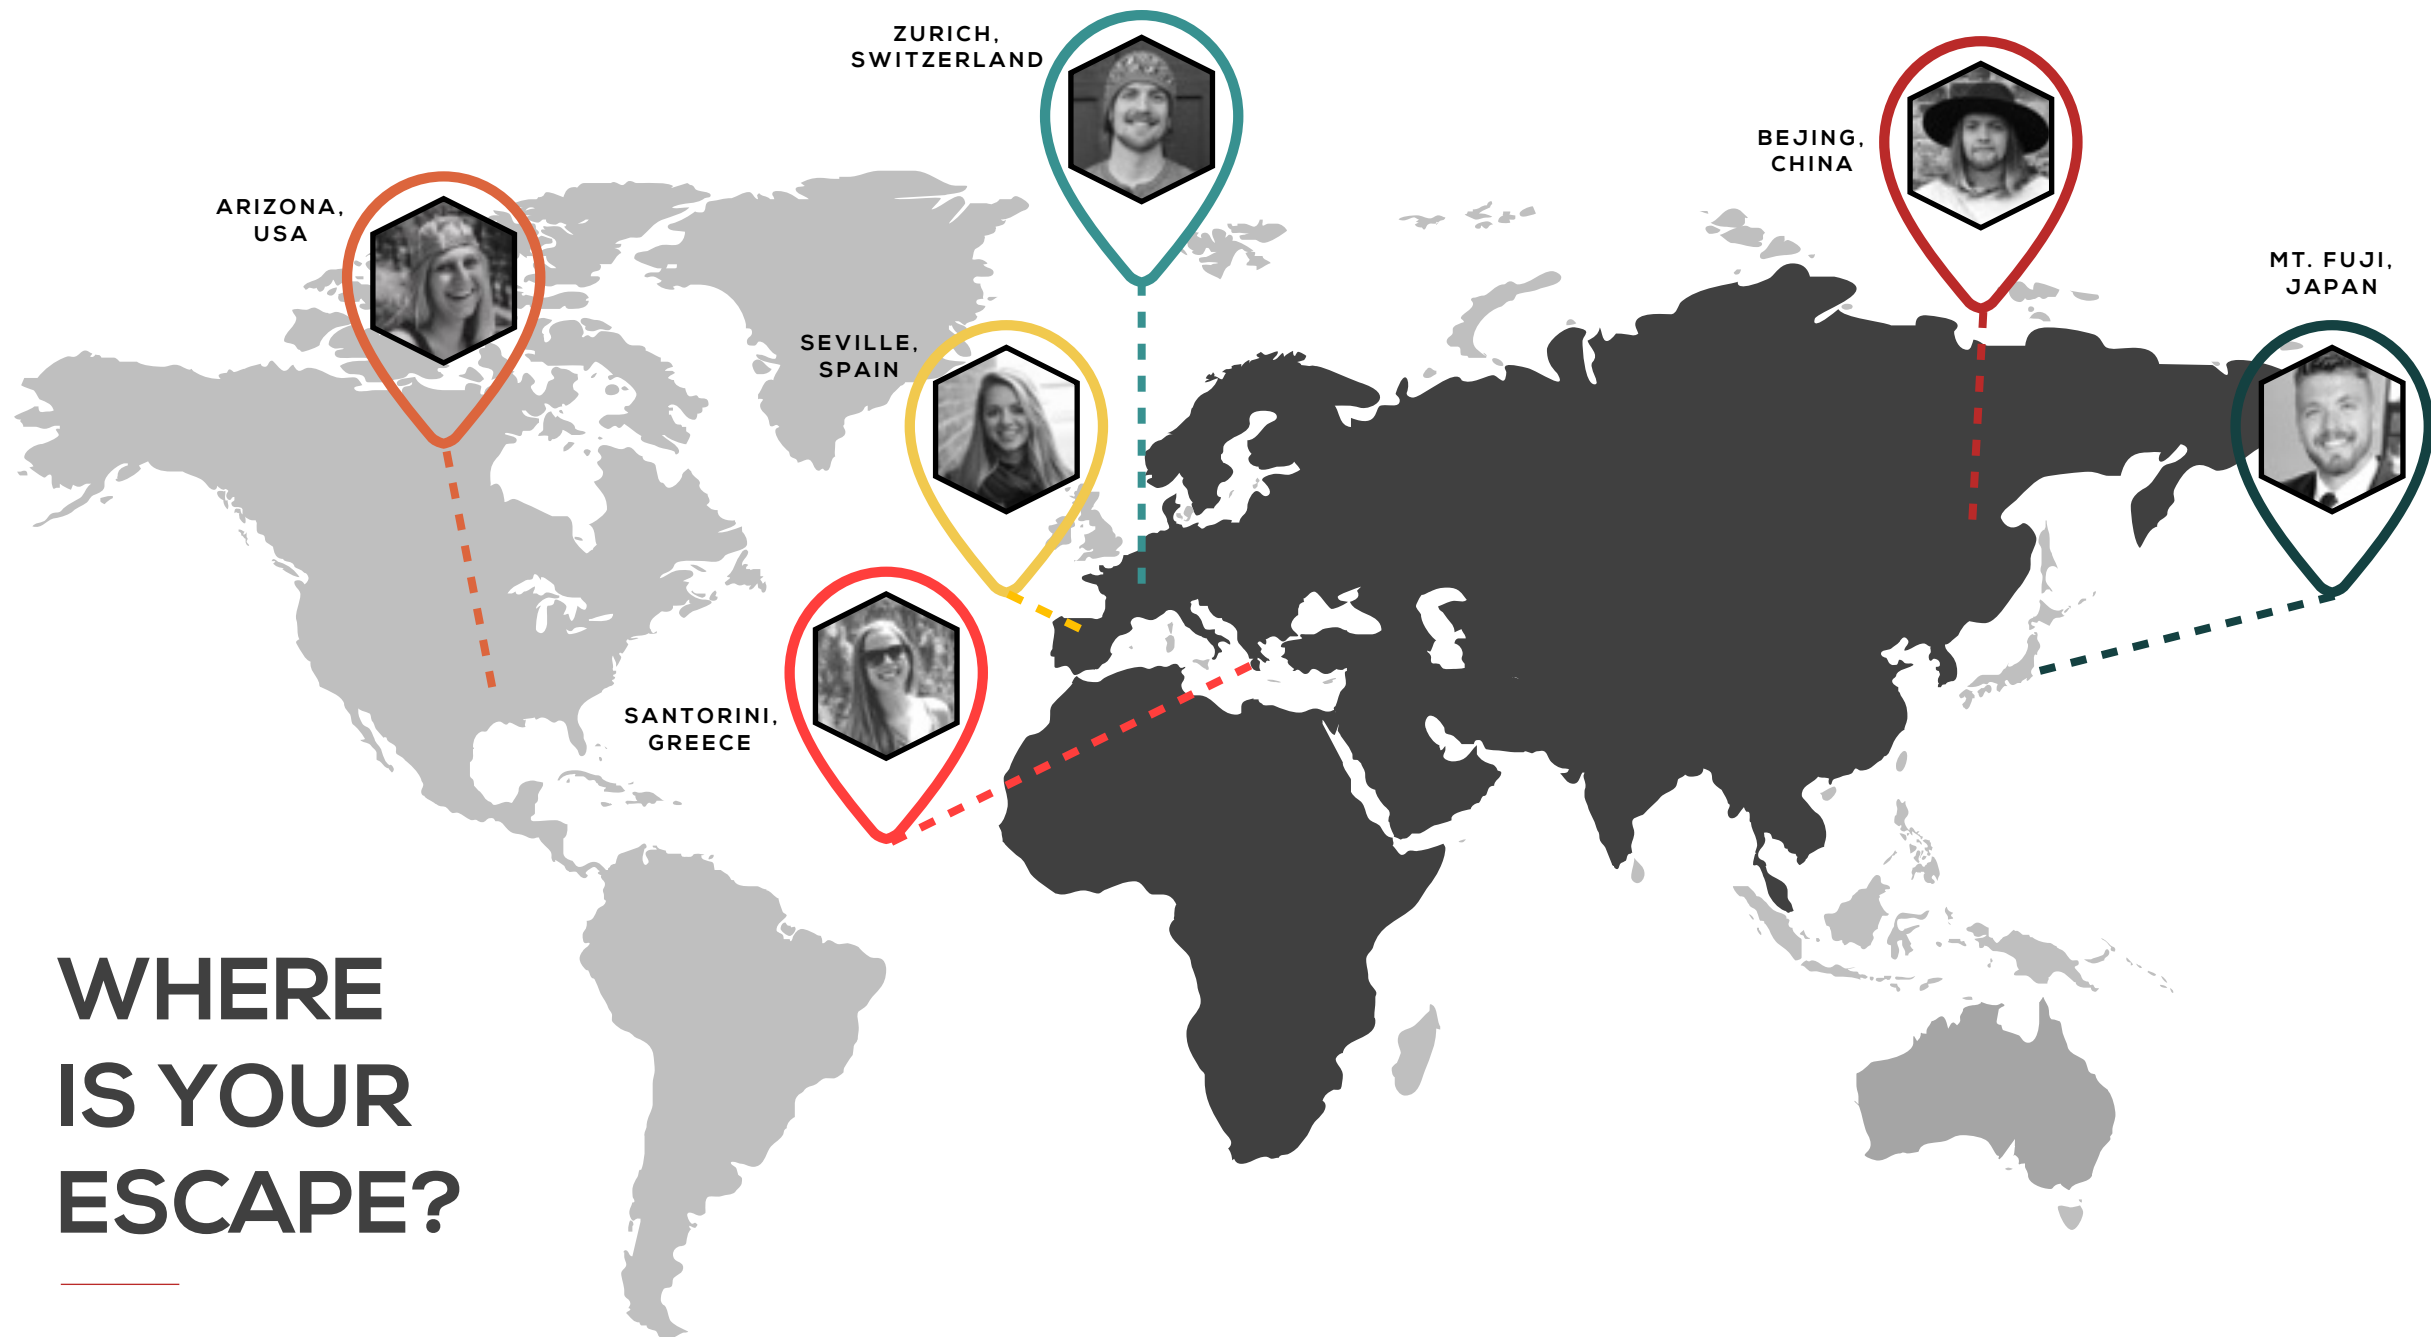 ZURICH,
SWITZERLAND
BEJING,
CHINA
ARIZONA,
USA
MT. FUJI,
JAPAN
SEVILLE,
SPAIN
SANTORINI,
GREECE
WHERE
IS YOUR
ESCAPE?